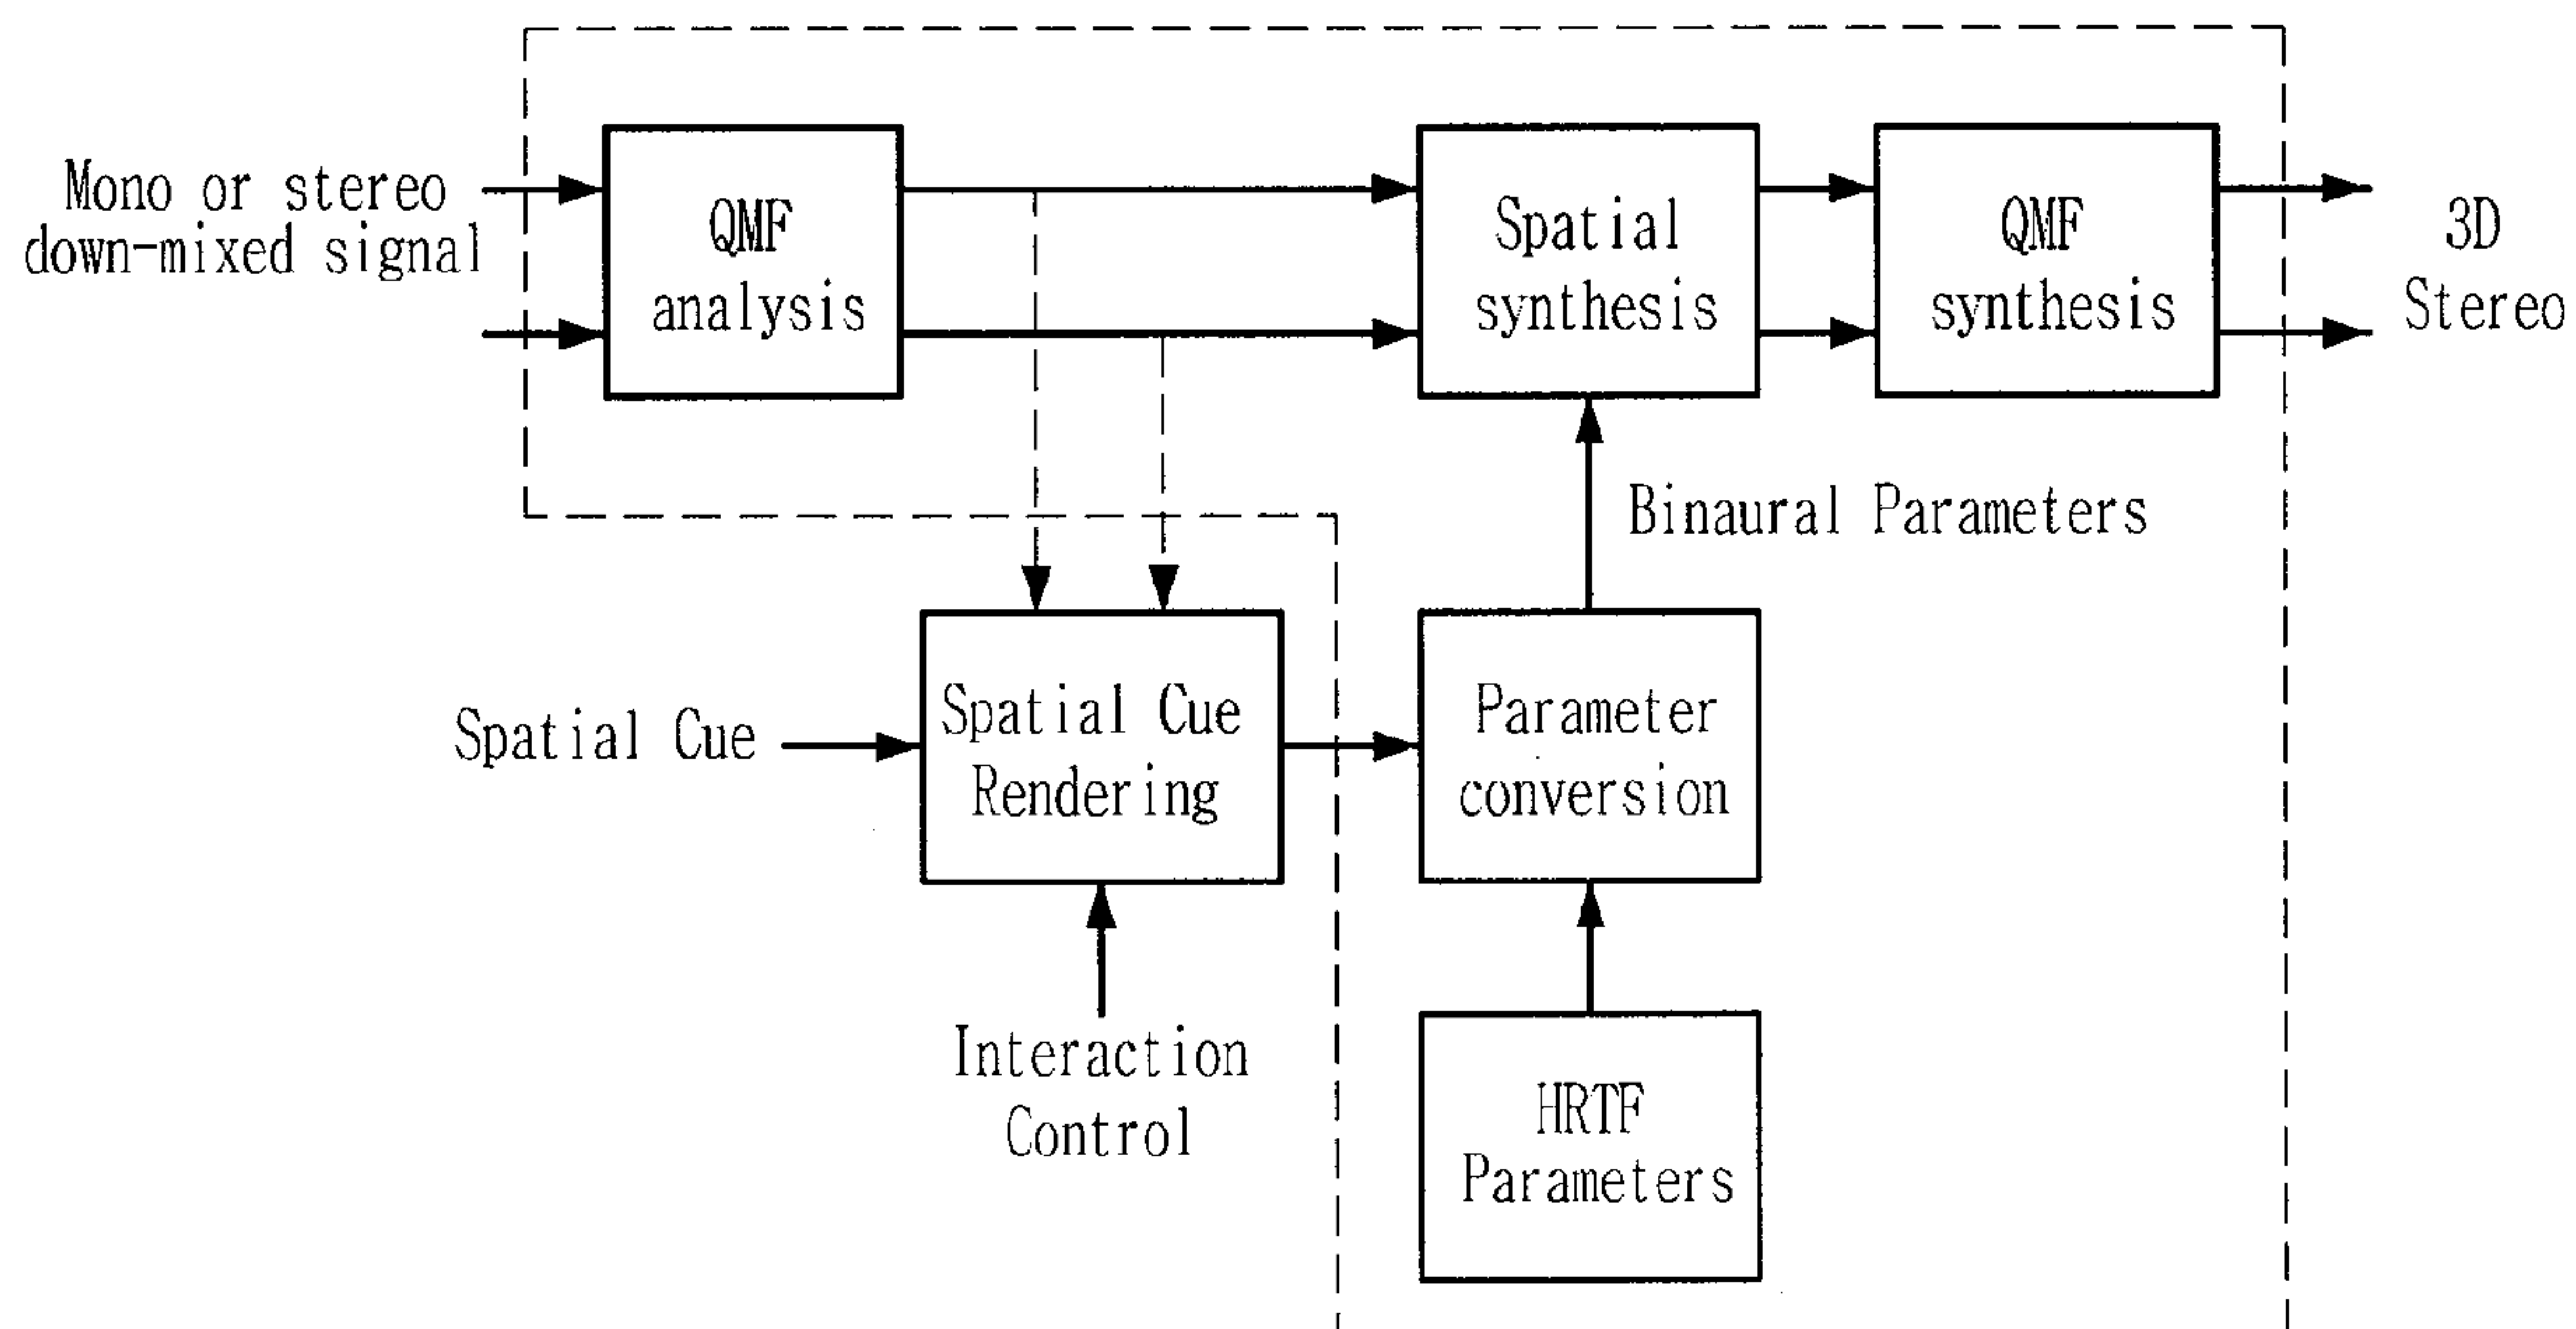 Mono or stereo
down-mixed signal
QMF
analysis
Spatial
synthesis
QMF
synthesis
3D
Stereo
Binaural Parameters
Spatial Cue
Spatial Cue
Rendering
Parameter
conversion
Interaction
Control
HRTF
Parameters